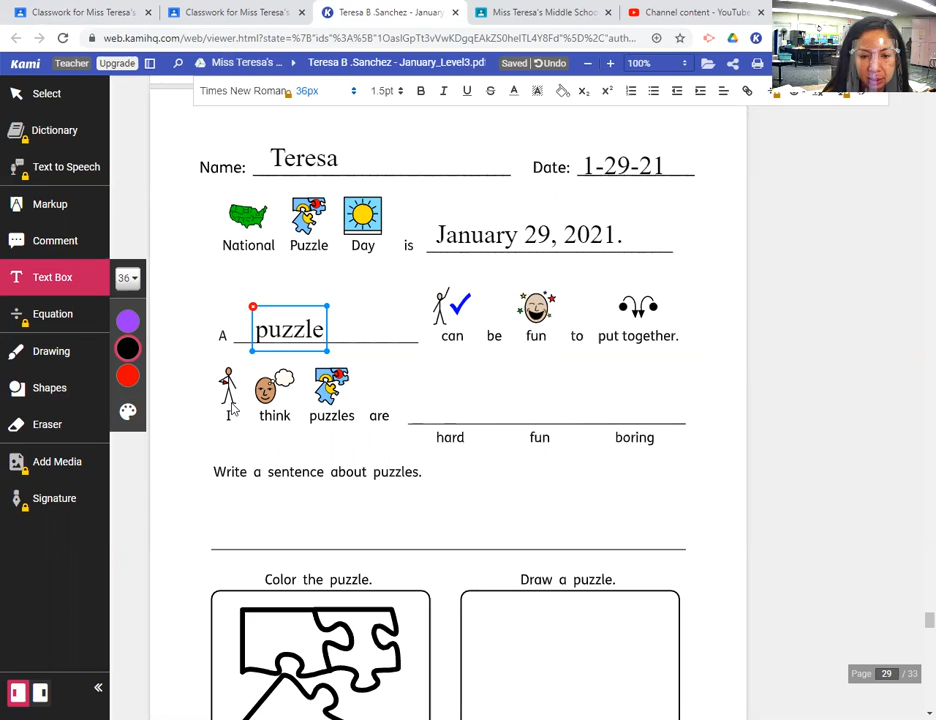 Classwork for Miss Teresa's
Classwork for Miss Teresa's
Teresa B .Sanchez - January
Miss Teresa's Middle Schoo
Channel content - YouTube
web.kamihq.com/web/viewer.html?state=%7B"ids"%3A%5B"1OaslGpTt3vVwKDgqEAkZS0heITL4Y8Fd"%5D%2C"auth
Kami Teacher Upgrade Miss Teresa's ... Teresa B .Sanchez - January_Level3.pdf Saved Undo 100%
Times New Roman 36px 1.5pt B I U S A A X₂ X²
Select
Dictionary
Text to Speech
Markup
Comment
Text Box
36
Equation
Drawing
Shapes
Eraser
Add Media
Signature
Name: Teresa Date: 1-29-21
National Puzzle Day is January 29, 2021.
A puzzle can be fun to put together.
I think puzzles are
hard fun boring
Write a sentence about puzzles.
Color the puzzle. Draw a puzzle.
Page 29 / 33